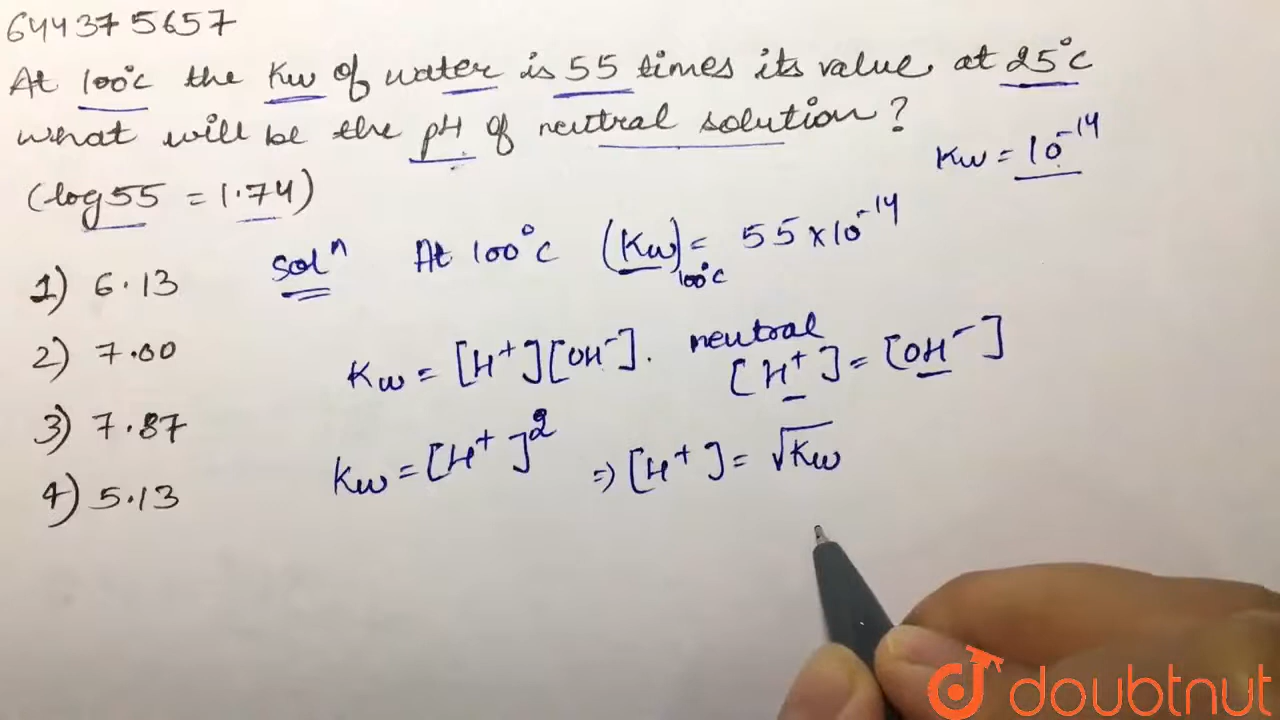 644375657
At 100°C the Kw of water is 55 times its value at 25°C
what will be the pH of neutral solution?
(log55 = 1.74)
Kw = 10⁻¹⁴
1) 6.13
2) 7.00
3) 7.87
4) 5.13
Solⁿ At 100°C (Kw)100°C = 55×10⁻¹⁴
Kw = [H⁺][OH⁻]. neutral
[H⁺] = [OH⁻]
Kw = [H⁺]² ⇒ [H⁺] = √Kw
doubtnut